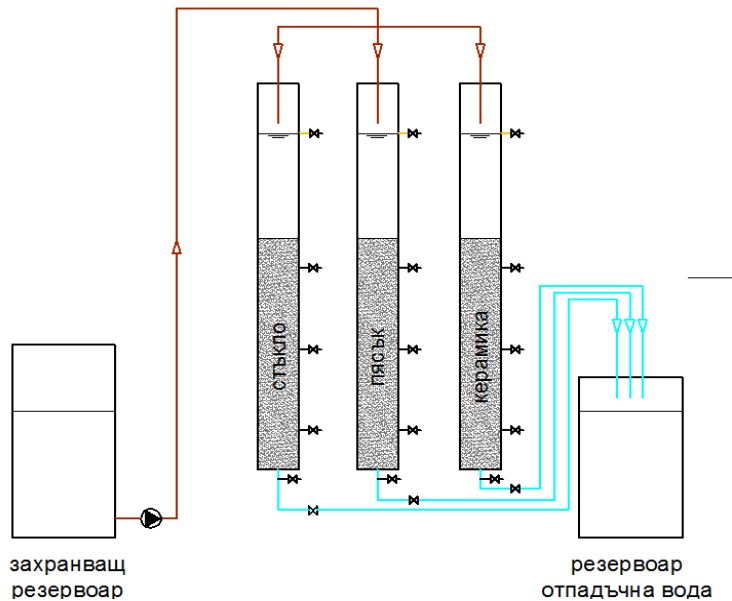 стъкло
пясък
керамика
захранващ
резервоар
резервоар
отпадъчна вода